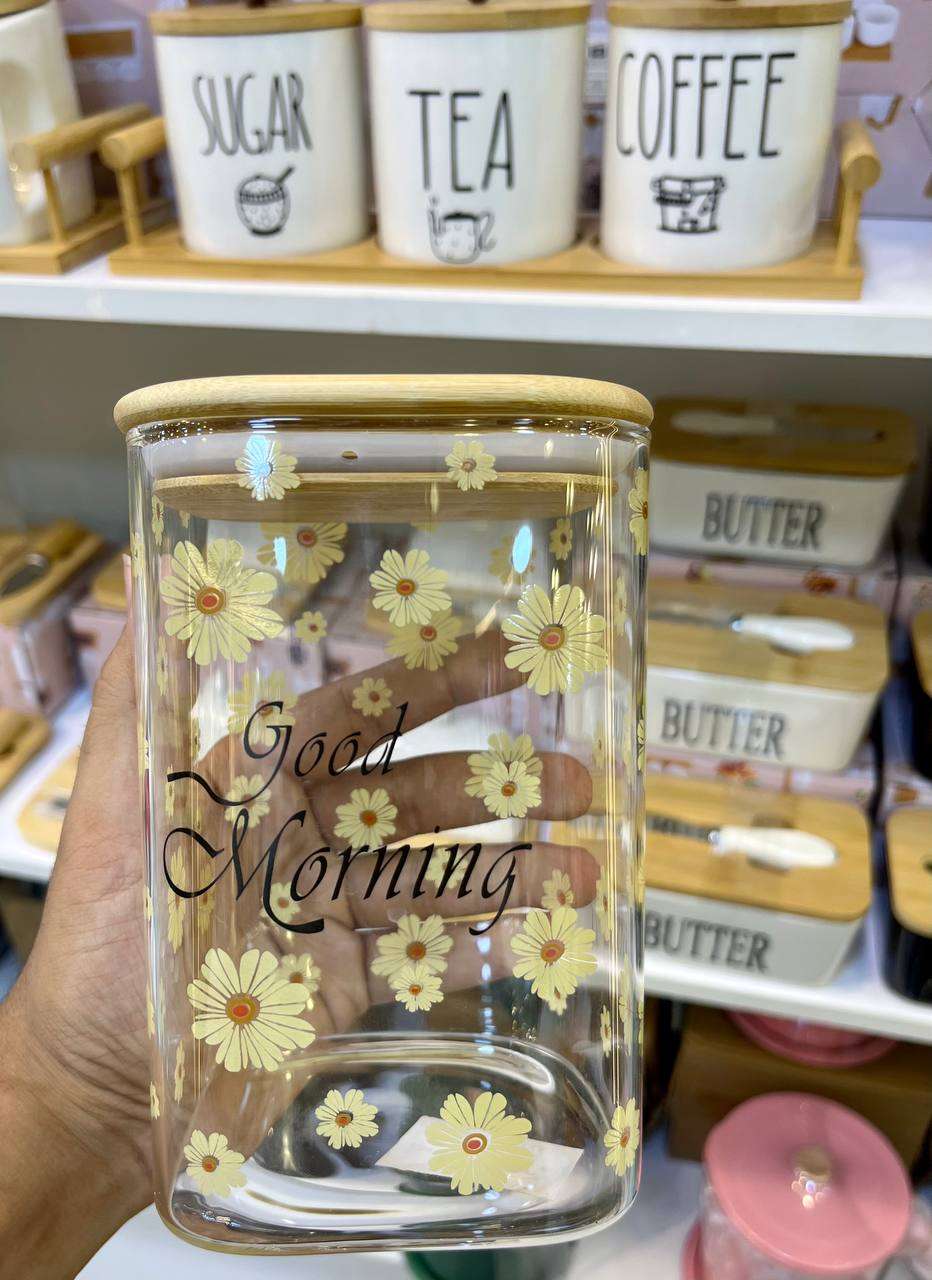 SUGAR
TEA
COFFEE
Good
Morning
BUTTER
BUTTER
BUTTER